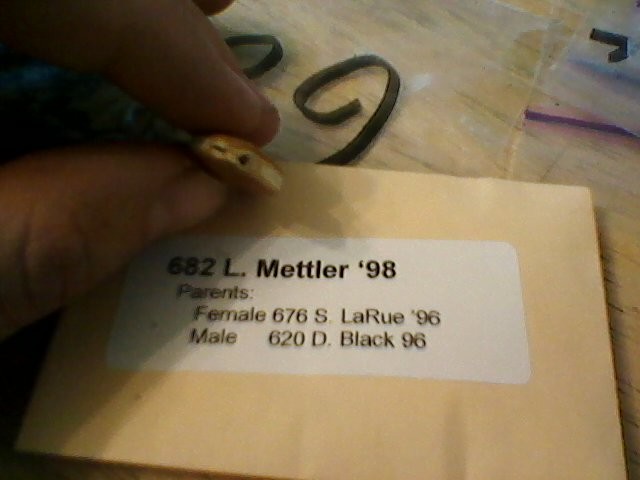 682 L. Mettler ‘98
Parents:
Female 676 S. LaRue '96
Male 620 D. Black 96